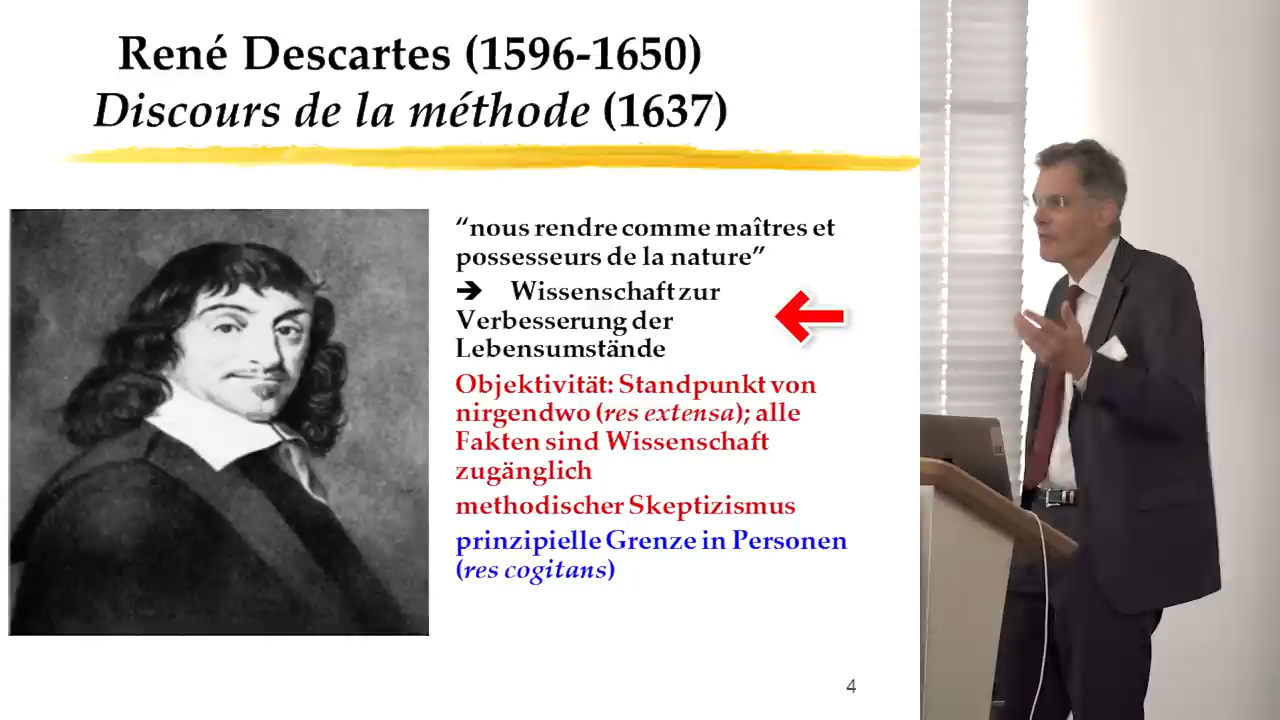 René Descartes (1596-1650)
Discours de la méthode (1637)
“nous rendre comme maîtres et
possesseurs de la nature”
➔ Wissenschaft zur
Verbesserung der
Lebensumstände
Objektivität: Standpunkt von
nirgendwo (res extensa); alle
Fakten sind Wissenschaft
zugänglich
methodischer Skeptizismus
prinzipielle Grenze in Personen
(res cogitans)
4